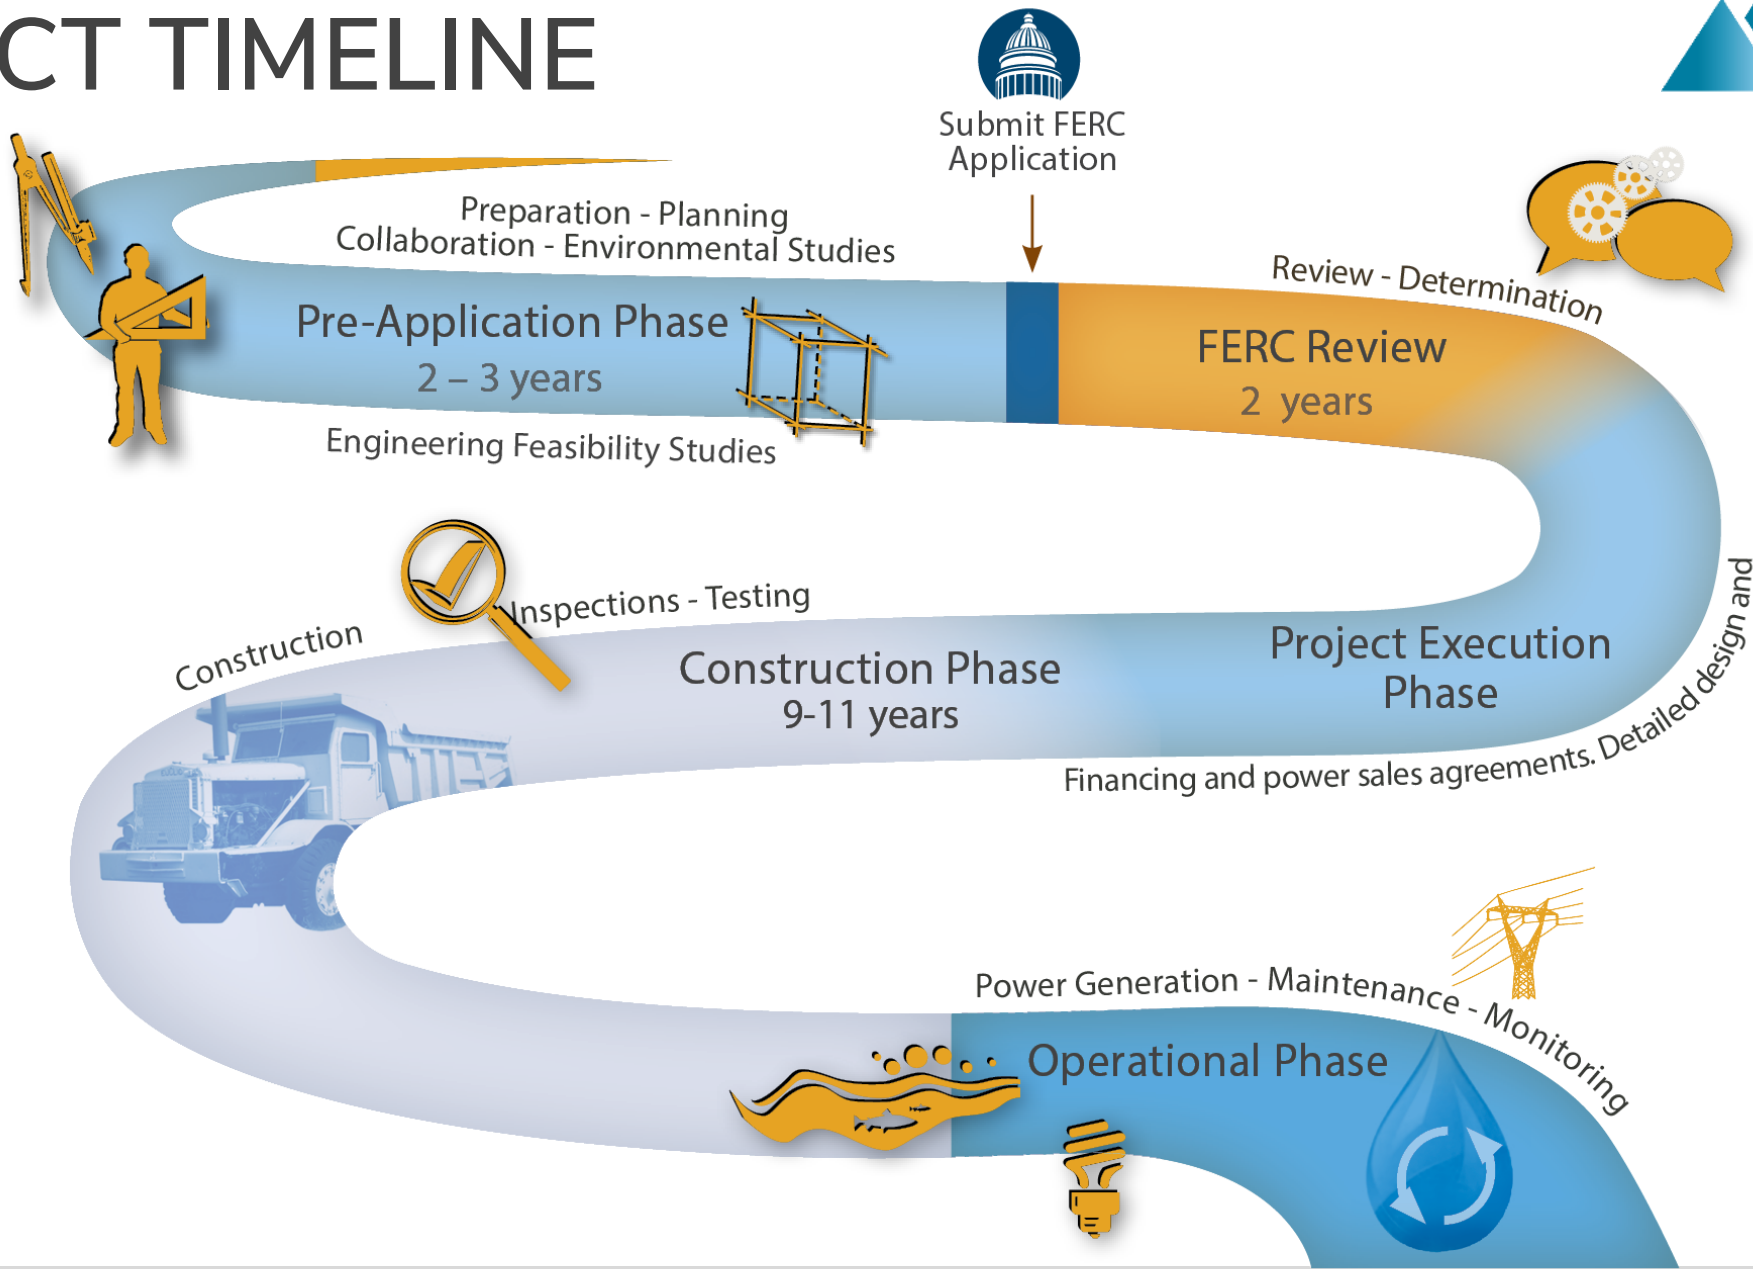 CT TIMELINE
Submit FERC
Application
Preparation - Planning
Collaboration - Environmental Studies
Pre-Application Phase
2 – 3 years
Engineering Feasibility Studies
Review - Determination
FERC Review
2 years
Project Execution
Phase
Financing and power sales agreements. Detailed design and
Inspections - Testing
Construction
Construction Phase
9-11 years
Power Generation - Maintenance - Monitoring
Operational Phase